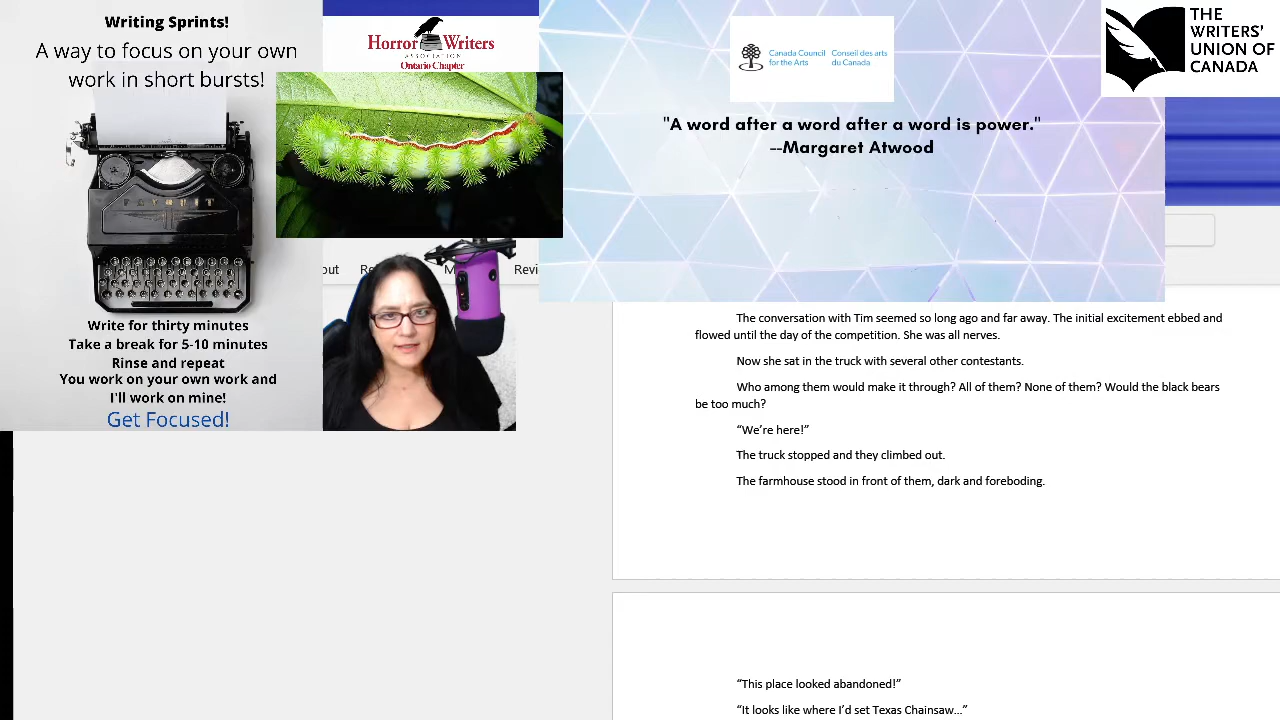 Writing Sprints!
A way to focus on your own
work in short bursts!
Write for thirty minutes
Take a break for 5-10 minutes
Rinse and repeat
You work on your own work and
I'll work on mine!
Get Focused!
Horror Writers
ASSOCIATION
Ontario Chapter
Canada Council Conseil des arts
for the Arts du Canada
"A word after a word after a word is power."
--Margaret Atwood
THE
WRITERS'
UNION OF
CANADA
The conversation with Tim seemed so long ago and far away. The initial excitement ebbed and
flowed until the day of the competition. She was all nerves.
Now she sat in the truck with several other contestants.
Who among them would make it through? All of them? None of them? Would the black bears
be too much?
“We’re here!”
The truck stopped and they climbed out.
The farmhouse stood in front of them, dark and foreboding.
“This place looked abandoned!”
“It looks like where I’d set Texas Chainsaw…”